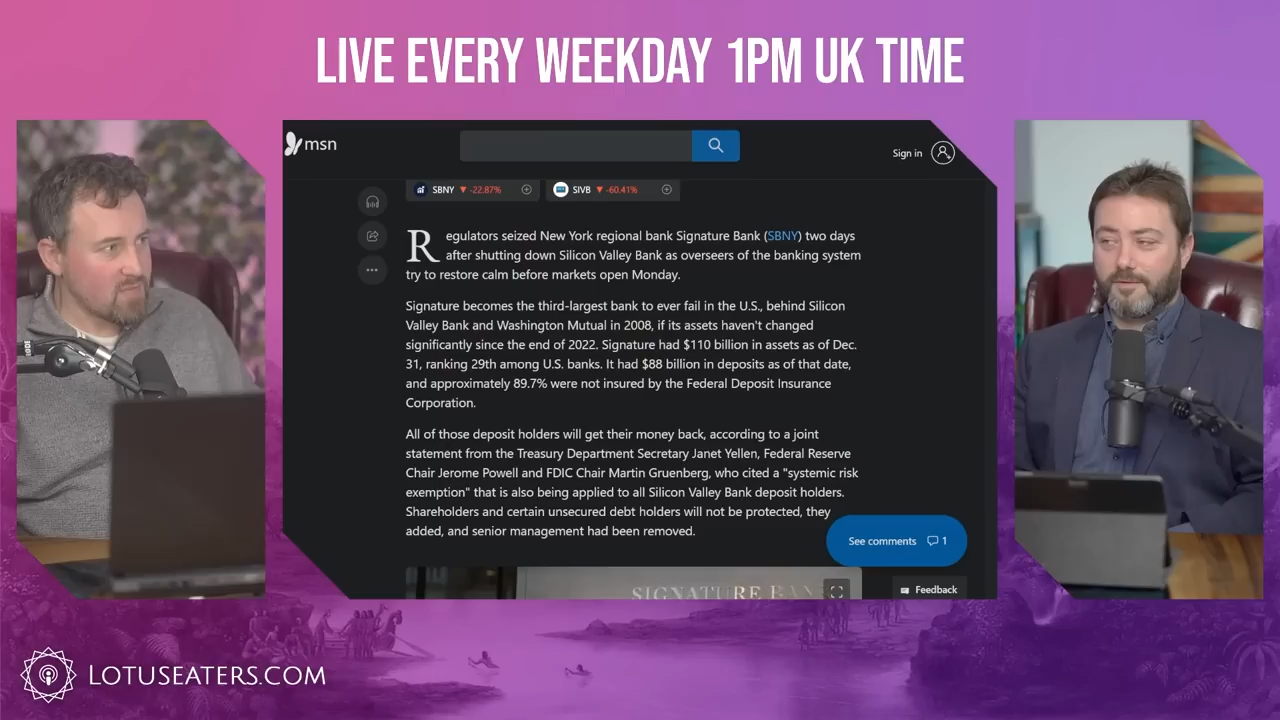 LIVE EVERY WEEKDAY 1PM UK TIME
msn
Sign in
SBNY ▼ -22.87%
SIVB ▼ -60.41%
Regulators seized New York regional bank Signature Bank (SBNY) two days
after shutting down Silicon Valley Bank as overseers of the banking system
try to restore calm before markets open Monday.
Signature becomes the third-largest bank to ever fail in the U.S., behind Silicon
Valley Bank and Washington Mutual in 2008, if its assets haven't changed
significantly since the end of 2022. Signature had $110 billion in assets as of Dec.
31, ranking 29th among U.S. banks. It had $88 billion in deposits as of that date,
and approximately 89.7% were not insured by the Federal Deposit Insurance
Corporation.
All of those deposit holders will get their money back, according to a joint
statement from the Treasury Department Secretary Janet Yellen, Federal Reserve
Chair Jerome Powell and FDIC Chair Martin Gruenberg, who cited a "systemic risk
exemption" that is also being applied to all Silicon Valley Bank deposit holders.
Shareholders and certain unsecured debt holders will not be protected, they
added, and senior management had been removed.
See comments 1
SIGNATURE BANK
Feedback
LOTUSEATERS.COM